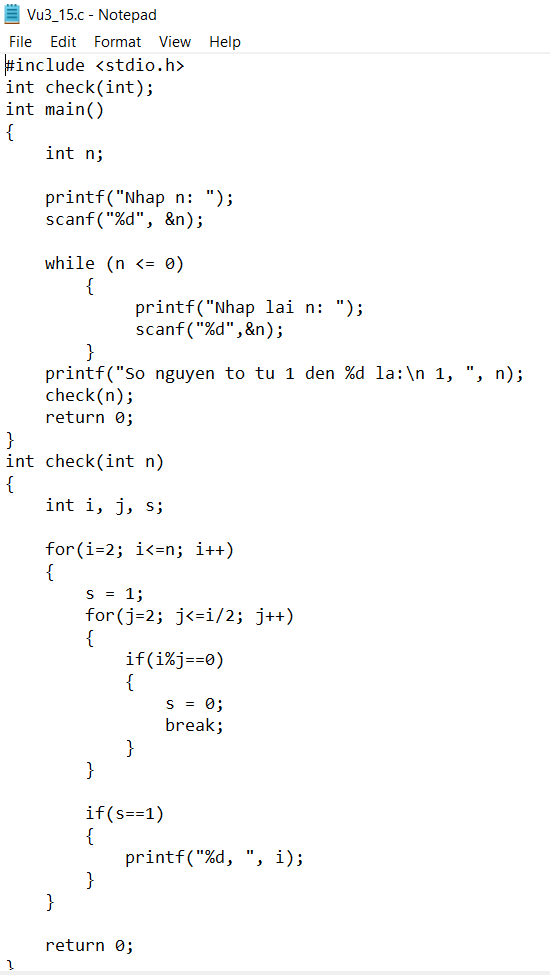 Vu3_15.c - Notepad
File Edit Format View Help
#include <stdio.h>
int check(int);
int main()
{
    int n;

    printf("Nhap n: ");
    scanf("%d", &n);

    while (n <= 0)
        {
             printf("Nhap lai n: ");
             scanf("%d",&n);
        }
    printf("So nguyen to tu 1 den %d la:\n 1, ", n);
    check(n);
    return 0;
}
int check(int n)
{
    int i, j, s;

    for(i=2; i<=n; i++)
    {
        s = 1;
        for(j=2; j<=i/2; j++)
        {
            if(i%j==0)
            {
                s = 0;
                break;
            }
        }

        if(s==1)
        {
            printf("%d, ", i);
        }
    }

    return 0;
}